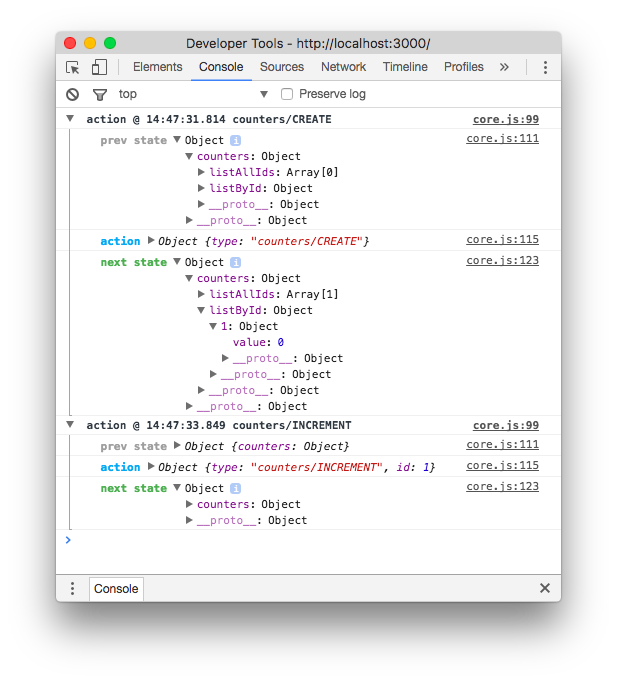 Developer Tools - http://localhost:3000/
Elements Console Sources Network Timeline Profiles »
top Preserve log
action @ 14:47:31.814 counters/CREATE core.js:99
prev state Object i core.js:111
counters: Object
listAllIds: Array[0]
listById: Object
__proto__: Object
__proto__: Object
action Object {type: "counters/CREATE"} core.js:115
next state Object i core.js:123
counters: Object
listAllIds: Array[1]
listById: Object
1: Object
value: 0
__proto__: Object
__proto__: Object
__proto__: Object
__proto__: Object
action @ 14:47:33.849 counters/INCREMENT core.js:99
prev state Object {counters: Object} core.js:111
action Object {type: "counters/INCREMENT", id: 1} core.js:115
next state Object i core.js:123
counters: Object
__proto__: Object
>
Console